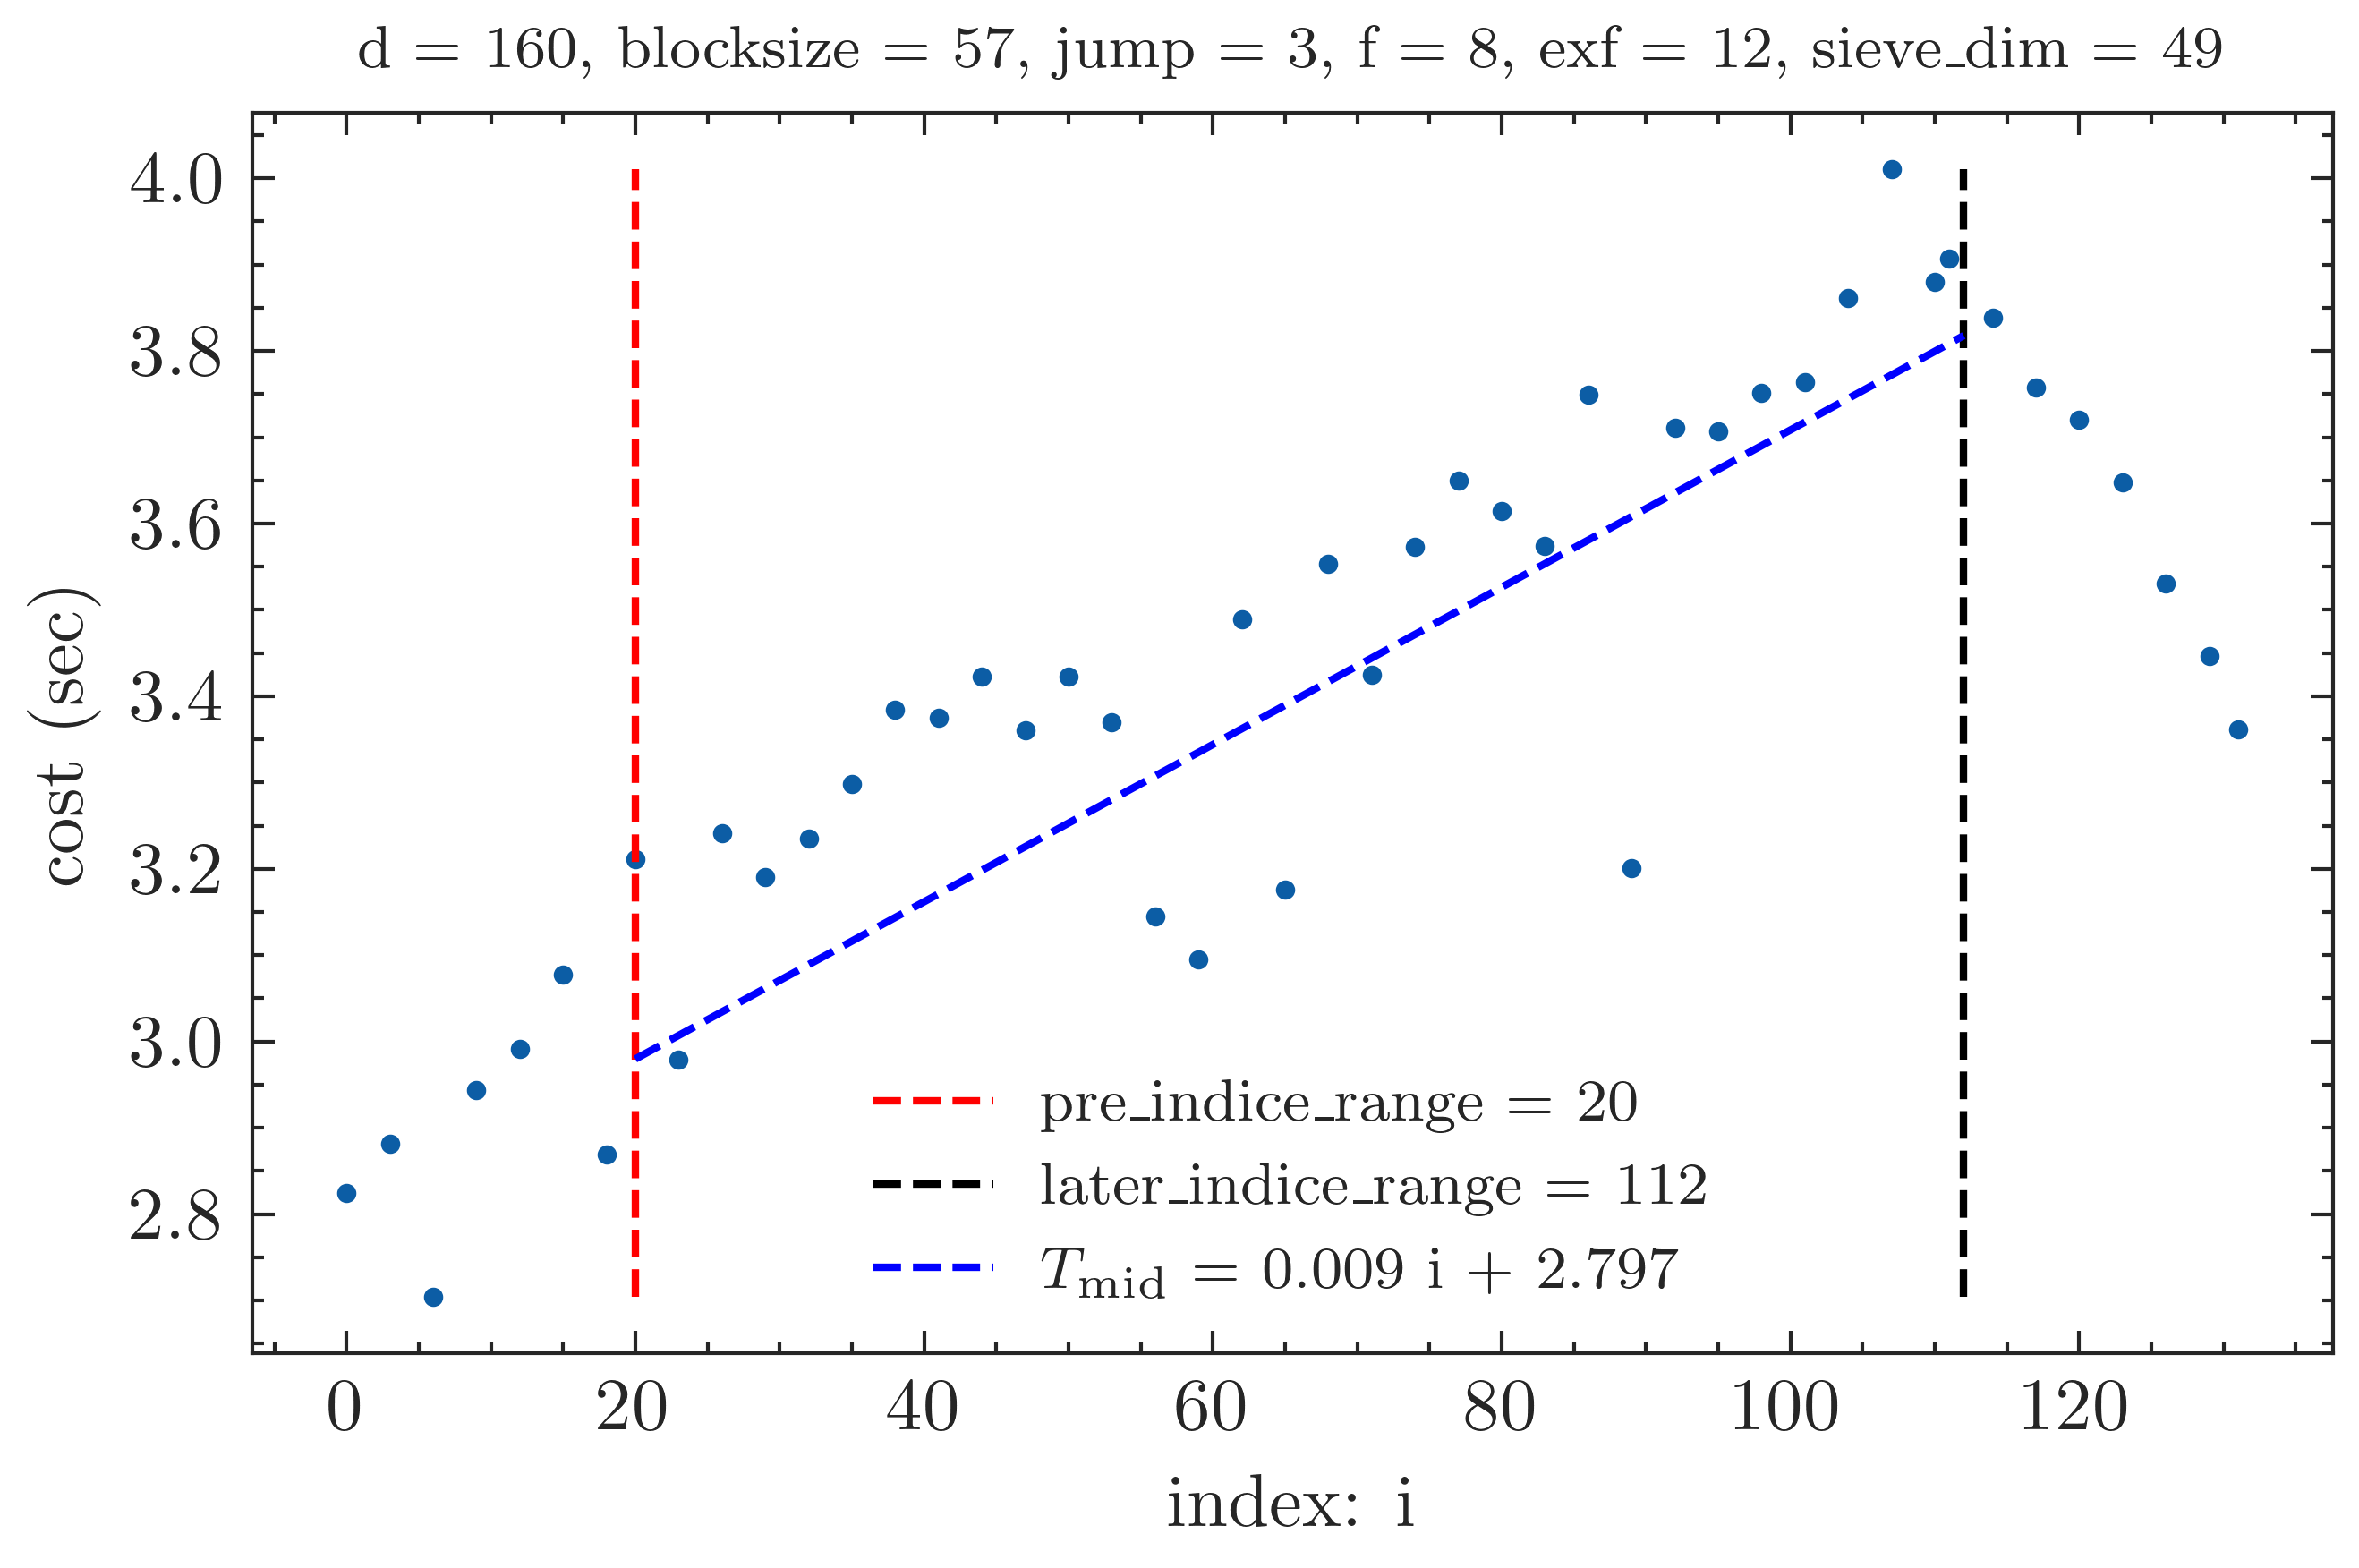 d = 160, blocksize = 57, jump = 3, f = 8, exf = 12, sieve_dim = 49
4.0
3.8
3.6
3.4
3.2
3.0
2.8
cost (sec)
pre_indice_range = 20
later_indice_range = 112
T_mid = 0.009 i + 2.797
0 20 40 60 80 100 120
index: i